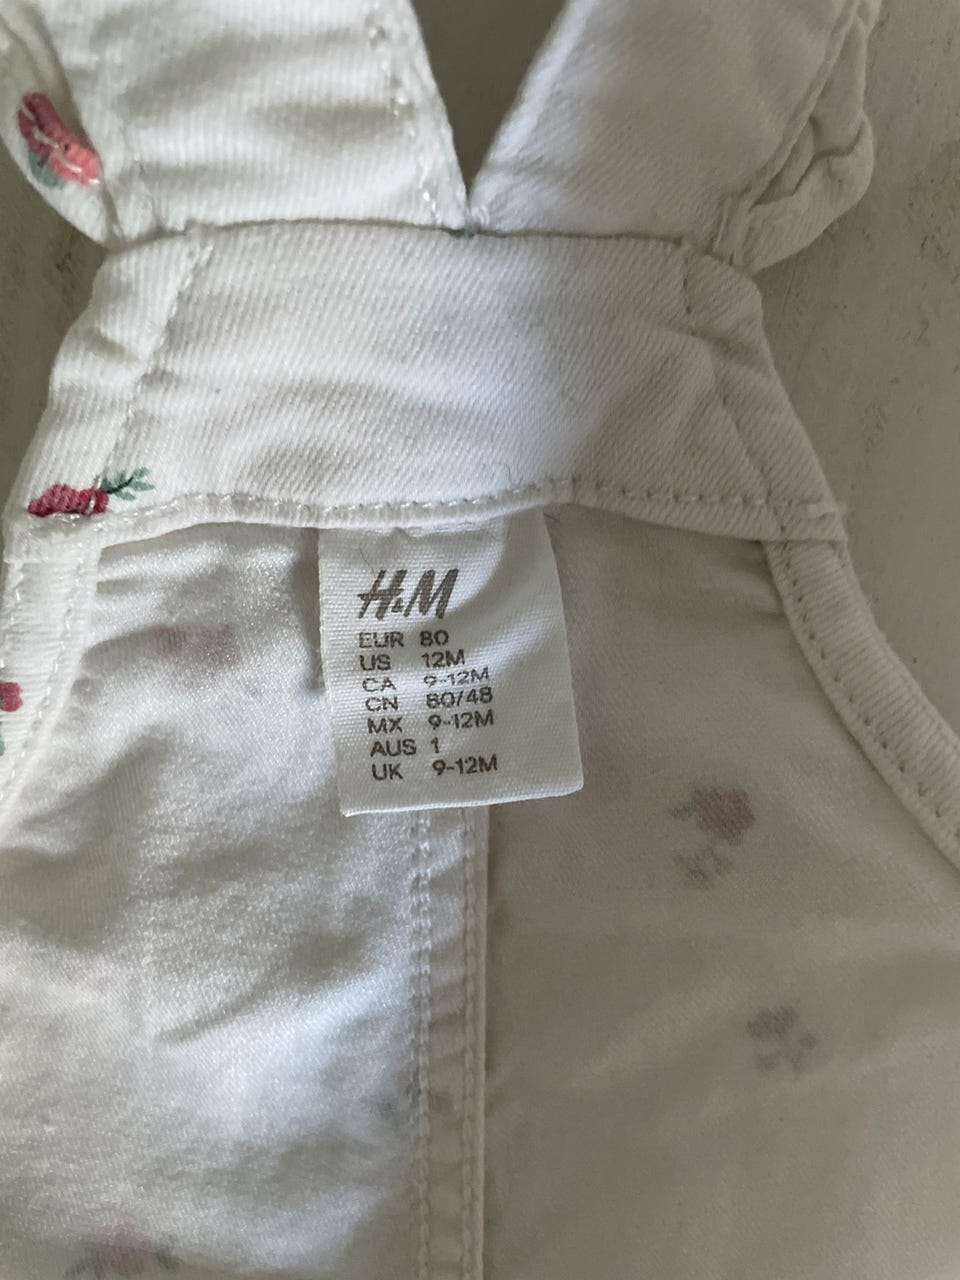 H&M
EUR 80
US 12M
CA 9-12M
CN 80/48
MX 9-12M
AUS 1
UK 9-12M